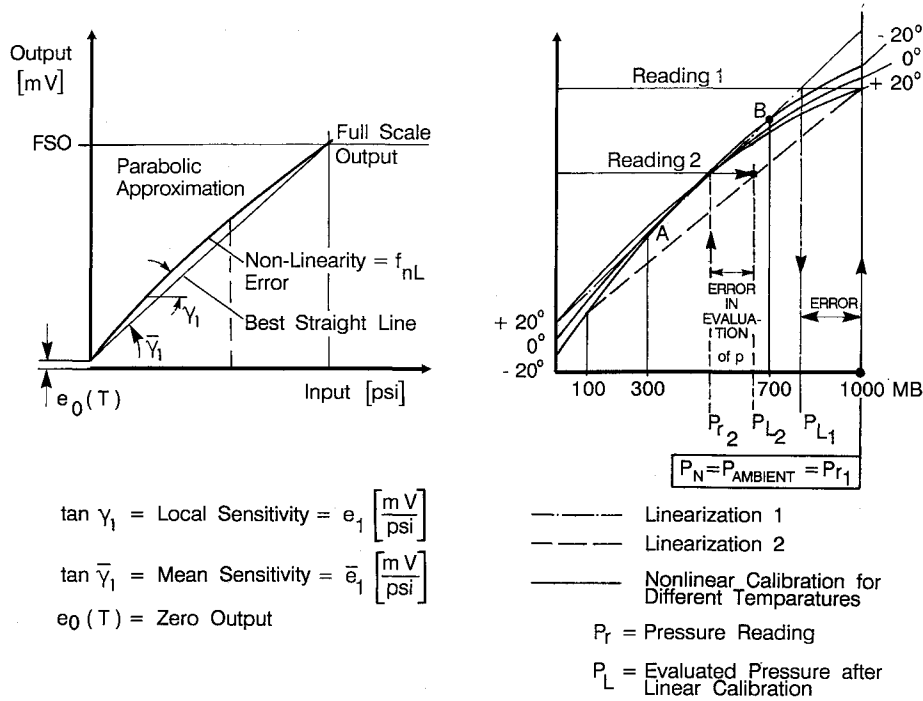 Output
[mV]
FSO
Full Scale
Output
Parabolic
Approximation
Non-Linearity = fnL
Error
γ1
Best Straight Line
γ̅1
e0 (T)
Input [psi]
- 20°
0°
+ 20°
Reading 1
B
Reading 2
A
ERROR
IN
EVALUA-
TION
of p
ERROR
+ 20°
0°
- 20°
100 300 700 1000 MB
Pr2 PL2 PL1
PN=PAMBIENT =Pr1
tan γ1 = Local Sensitivity = e1 [mV/psi]
tan γ̅1 = Mean Sensitivity = e̅1 [mV/psi]
e0 (T) = Zero Output
Linearization 1
Linearization 2
Nonlinear Calibration for
Different Temparatures
Pr = Pressure Reading
PL = Evaluated Pressure after
Linear Calibration